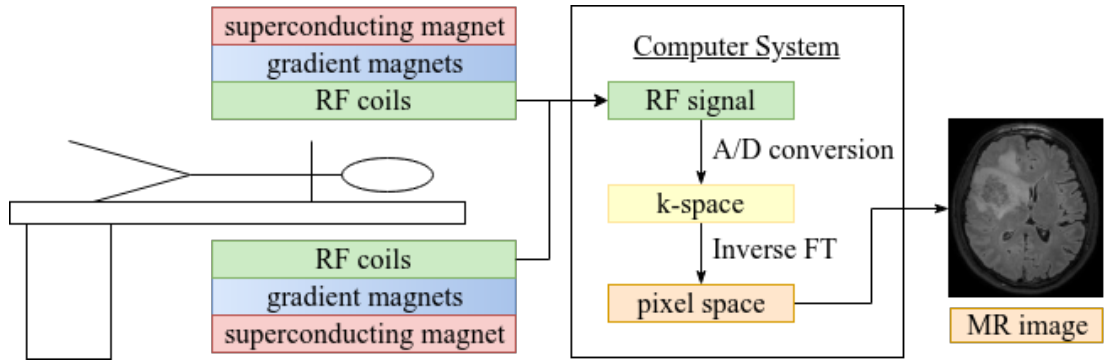 superconducting magnet
gradient magnets
RF coils
RF coils
gradient magnets
superconducting magnet
Computer System
RF signal
A/D conversion
k-space
Inverse FT
pixel space
MR image